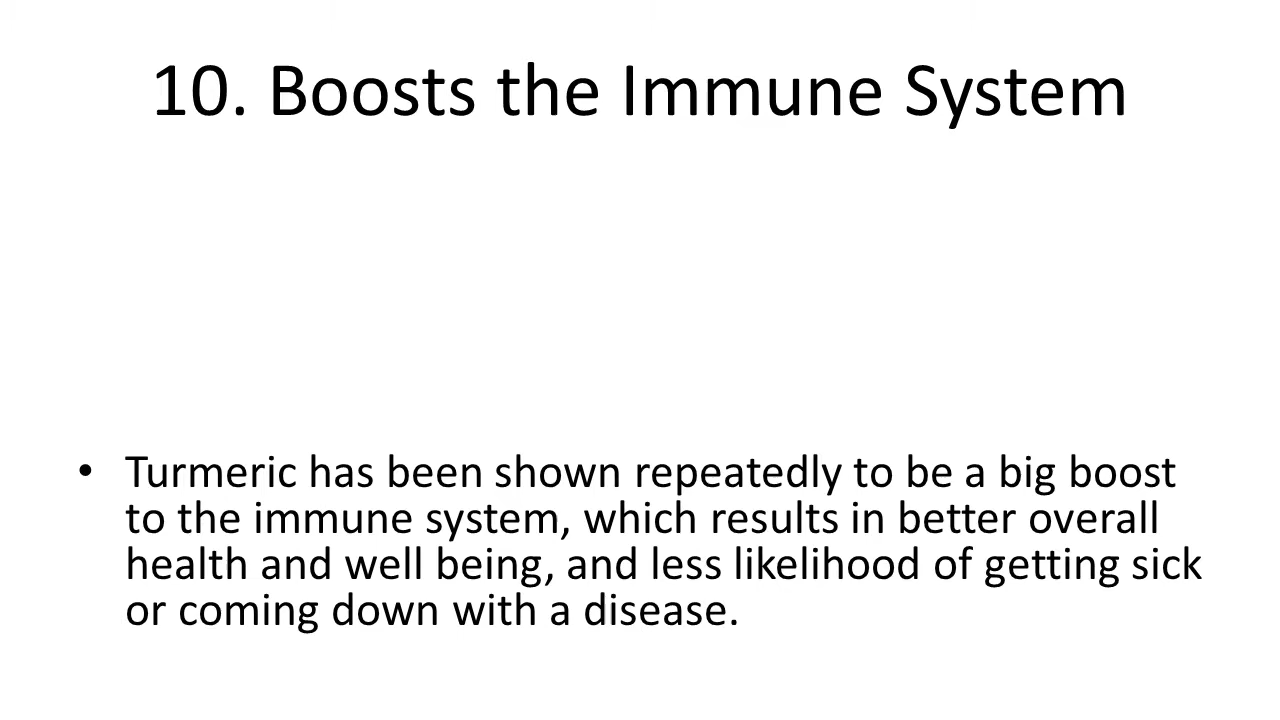 10. Boosts the Immune System
• Turmeric has been shown repeatedly to be a big boost
to the immune system, which results in better overall
health and well being, and less likelihood of getting sick
or coming down with a disease.